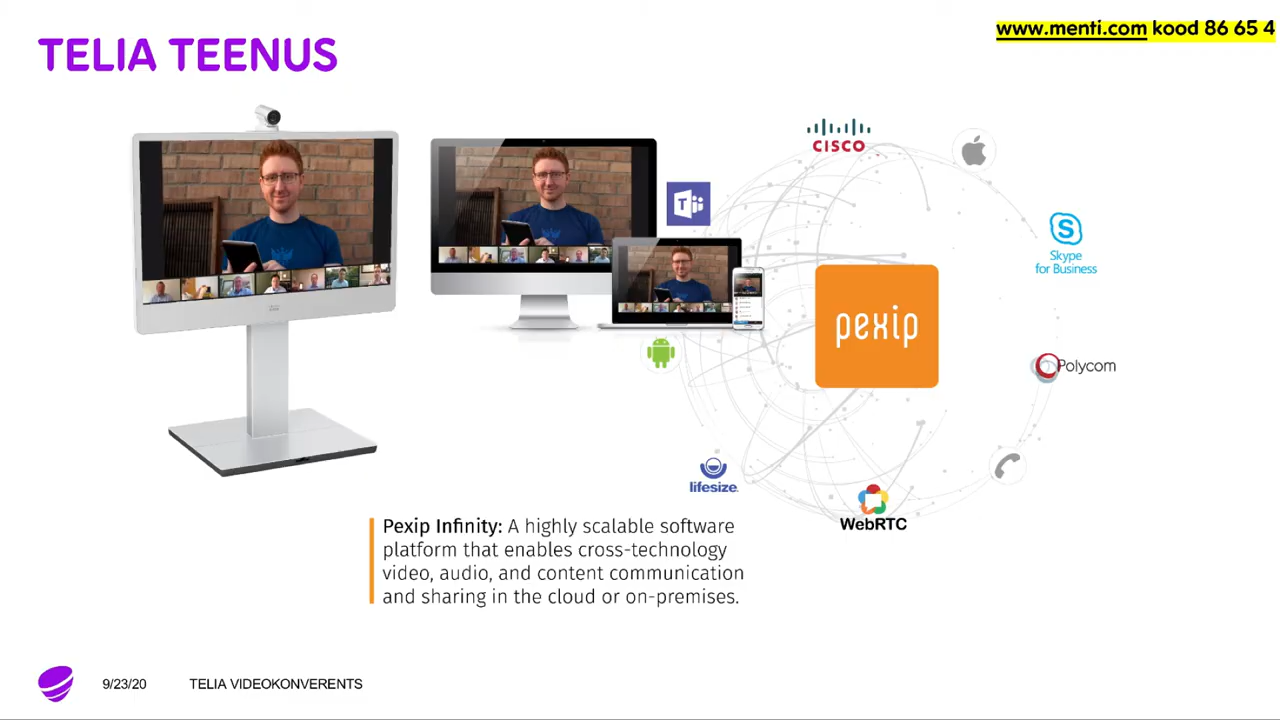 www.menti.com kood 86 65 4
TELIA TEENUS
CISCO
T
S
Skype
for Business
pexip
Polycom
lifesize
WebRTC
Pexip Infinity: A highly scalable software
platform that enables cross-technology
video, audio, and content communication
and sharing in the cloud or on-premises.
9/23/20
TELIA VIDEOKONVERENTS